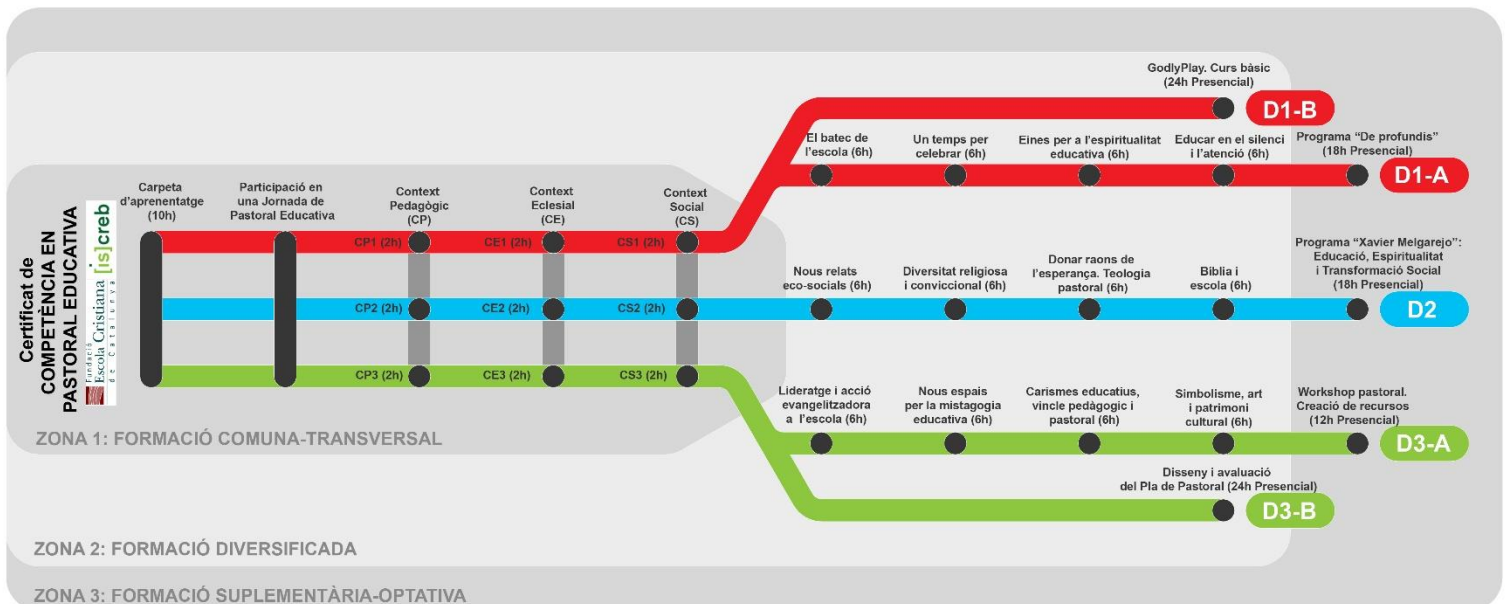 GodlyPlay. Curs bàsic
(24h Presencial)
D1-B
El batec de
l'escola (6h)
Un temps per
celebrar (6h)
Eines per a l'espiritualitat
educativa (6h)
Educar en el silenci
i l'atenció (6h)
Programa “De profundis”
(18h Presencial)
D1-A
Certificat de
COMPETÈNCIA EN
PASTORAL EDUCATIVA
Fundació
Escola Cristiana
de Catalunya
[is]creb
Carpeta
d'aprenentatge
(10h)
Participació en
una Jornada de
Pastoral Educativa
Context
Pedagògic
(CP)
Context
Eclesial
(CE)
Context
Social
(CS)
CP1 (2h)
CE1 (2h)
CS1 (2h)
Nous relats
eco-socials (6h)
Diversitat religiosa
i conviccional (6h)
Donar raons de
l'esperança. Teologia
pastoral (6h)
Bíblia i
escola (6h)
Programa “Xavier Melgarejo”:
Educació, Espiritualitat
i Transformació Social
(18h Presencial)
CP2 (2h)
CE2 (2h)
CS2 (2h)
D2
CP3 (2h)
CE3 (2h)
CS3 (2h)
Lideratge i acció
evangelitzadora
a l'escola (6h)
Nous espais
per la mistagogia
educativa (6h)
Carismes educatius,
vincle pedagògic i
pastoral (6h)
Simbolisme, art
i patrimoni
cultural (6h)
Workshop pastoral.
Creació de recursos
(12h Presencial)
D3-A
ZONA 1: FORMACIÓ COMUNA-TRANSVERSAL
Disseny i avaluació
del Pla de Pastoral (24h Presencial)
D3-B
ZONA 2: FORMACIÓ DIVERSIFICADA
ZONA 3: FORMACIÓ SUPLEMENTÀRIA-OPTATIVA